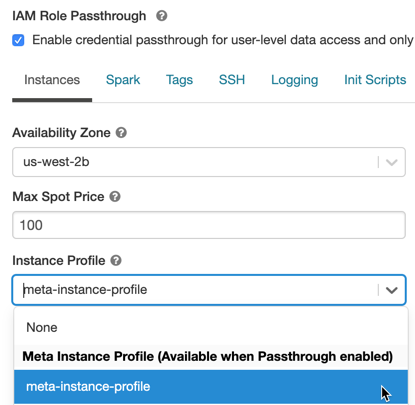 IAM Role Passthrough
Enable credential passthrough for user-level data access and only
Instances Spark Tags SSH Logging Init Scripts
Availability Zone
us-west-2b
Max Spot Price
100
Instance Profile
meta-instance-profile
None
Meta Instance Profile (Available when Passthrough enabled)
meta-instance-profile